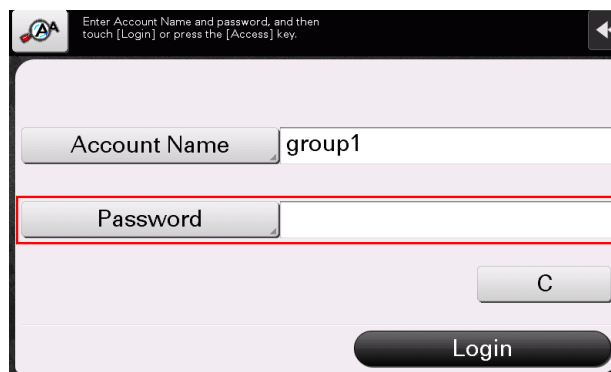 Enter Account Name and password, and then
touch [Login] or press the [Access] key.
Account Name group1
Password
C
Login